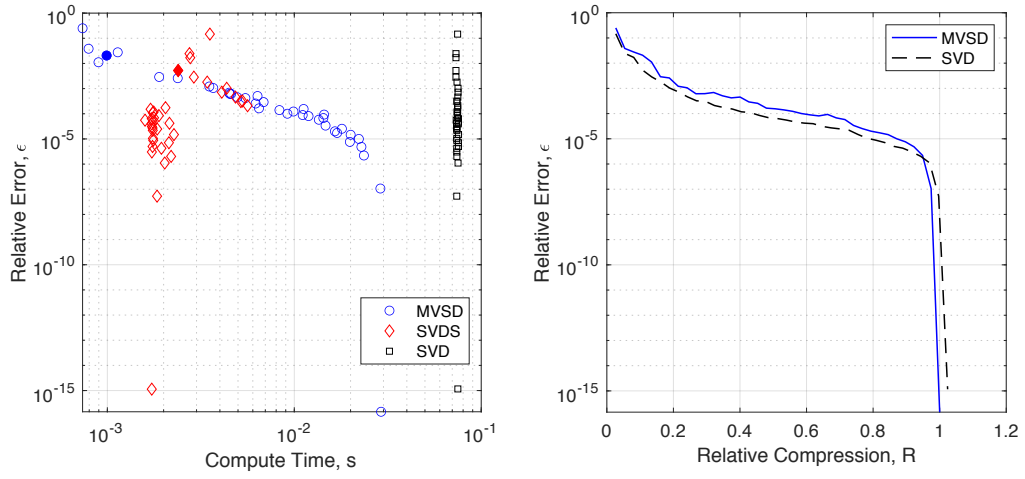 10^0
10^-5
10^-10
10^-15
Relative Error, ϵ
10^-3
10^-2
10^-1
Compute Time, s
MVSD
SVDS
SVD
10^0
10^-5
10^-10
10^-15
Relative Error, ϵ
0
0.2
0.4
0.6
0.8
1
1.2
Relative Compression, R
MVSD
SVD